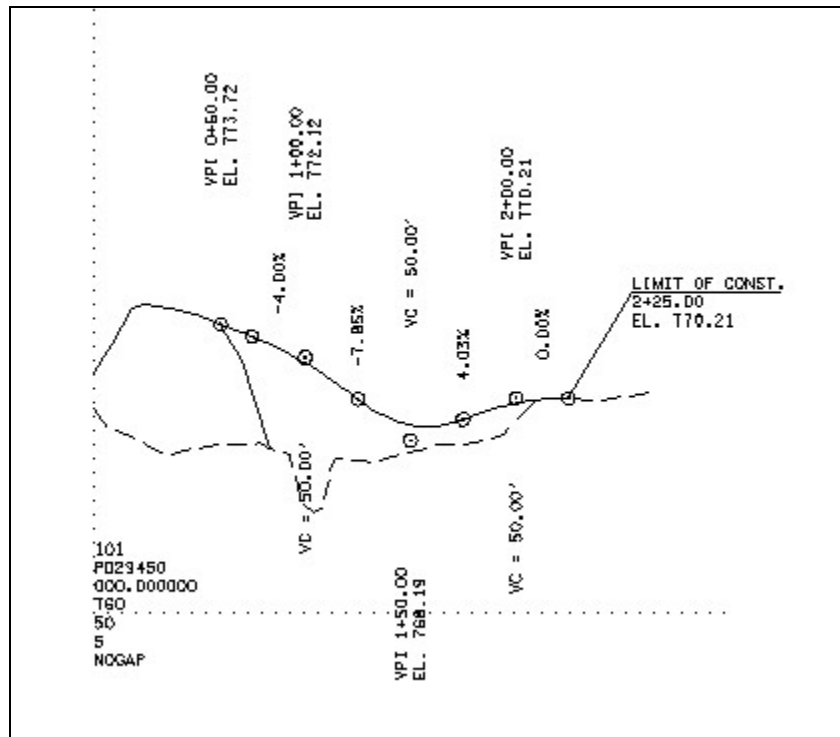 VPI 0+60.00
EL. 773.72
VPI 1+00.00
EL. 772.12
-4.00%
-7.85%
VC = 50.00'
4.03%
VPI 2+00.00
EL. 770.21
0.00%
LIMIT OF CONST.
2+25.00
EL. 770.21
VC = 50.00'
VPI 1+50.00
EL. 768.19
VC = 50.00'
101
P029450
000.000000
760
50
5
NOGAP